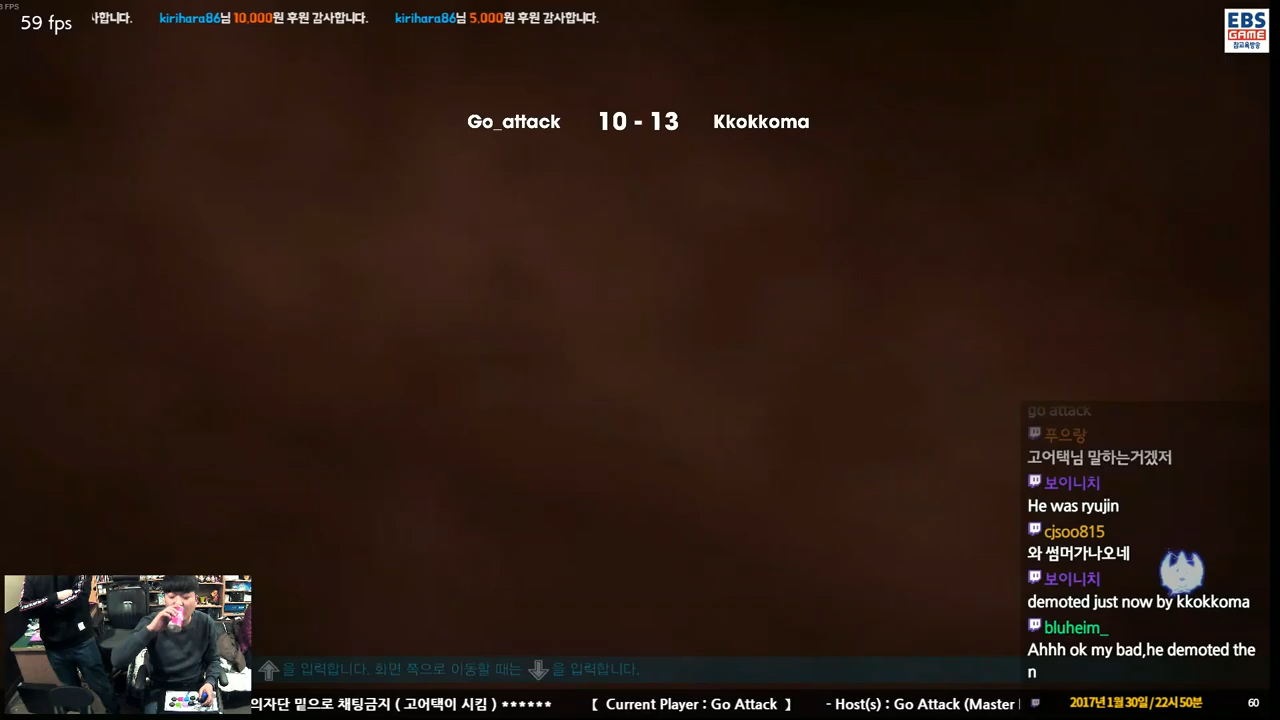 8 FPS
59 fps
사합니다. kirihara86님 10,000원 후원 감사합니다. kirihara86님 5,000원 후원 감사합니다.
EBS
GAME
참교육방송
Go_attack 10 - 13 Kkokkoma
go attack
푸으랑
고어택님 말하는거겠저
보이니치
He was ryujin
cjsoo815
와 썸머가나오네
보이니치
demoted just now by kkokkoma
bluheim_
Ahhh ok my bad,he demoted the
n
을 입력합니다. 화면 쪽으로 이동할 때는 을 입력합니다.
의자단 밑으로 채팅금지 ( 고어택이 시킴 ) ****** 【 Current Player : Go Attack 】 - Host(s) : Go Attack (Master
2017년 1월 30일 / 22시 50분
60